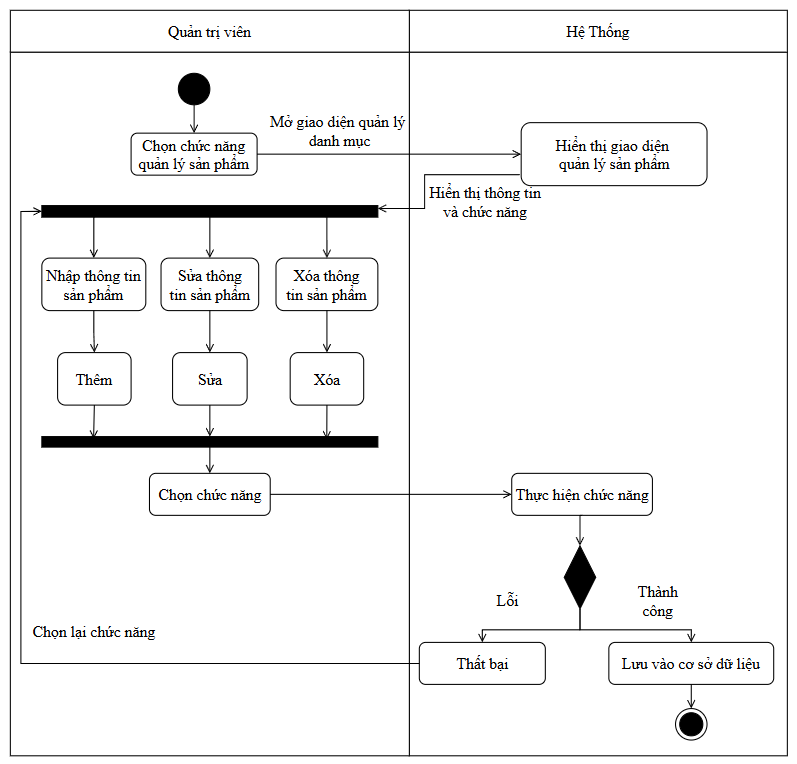 Quản trị viên
Hệ Thống
Chọn chức năng
quản lý sản phẩm
Mở giao diện quản lý
danh mục
Hiển thị giao diện
quản lý sản phẩm
Hiển thị thông tin
và chức năng
Nhập thông tin
sản phẩm
Sửa thông
tin sản phẩm
Xóa thông
tin sản phẩm
Thêm
Sửa
Xóa
Chọn chức năng
Thực hiện chức năng
Lỗi
Thành
công
Chọn lại chức năng
Thất bại
Lưu vào cơ sở dữ liệu